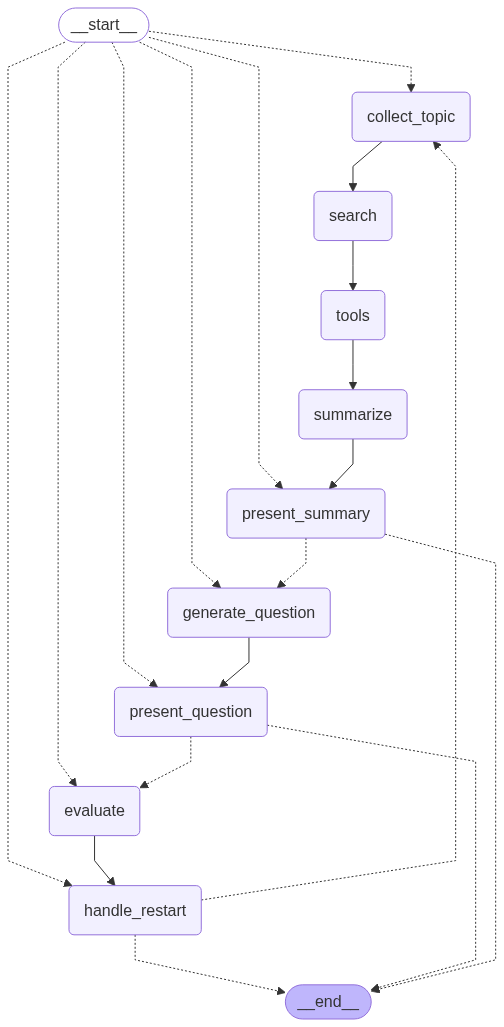 __start__
collect_topic
search
tools
summarize
present_summary
generate_question
present_question
evaluate
handle_restart
__end__